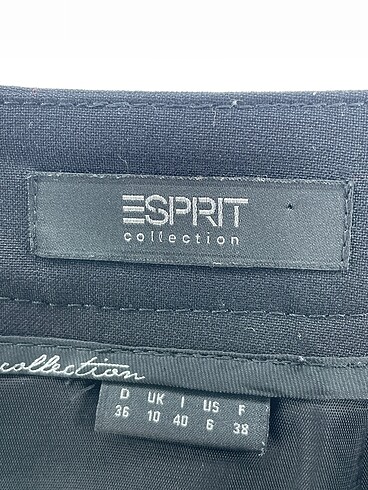 ESPRIT
collection
collection
D UK I US F
36 10 40 6 38